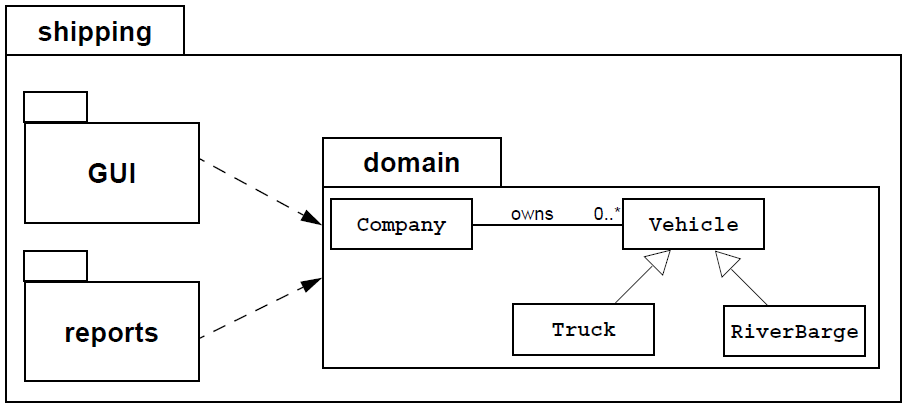 shipping
GUI
reports
domain
Company
owns
0..*
Vehicle
Truck
RiverBarge